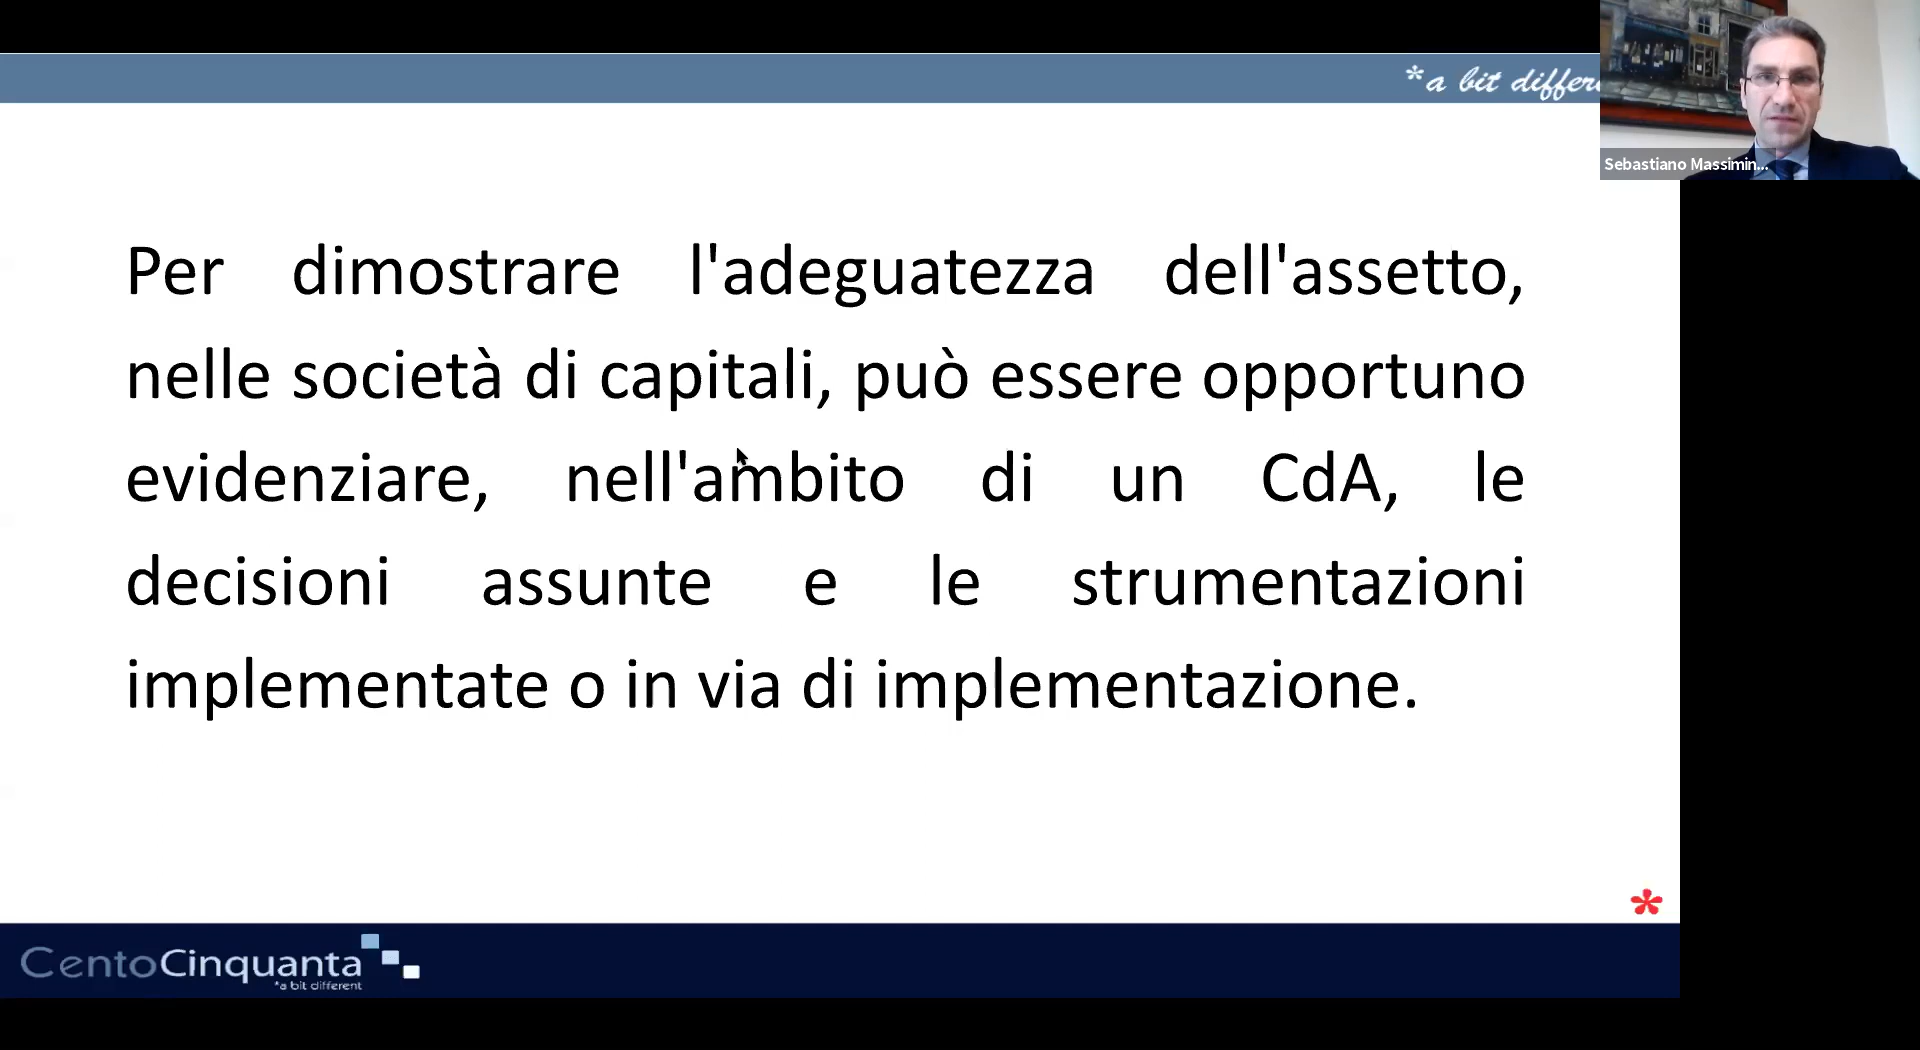 *a bit differ
Sebastiano Massimin...
Per dimostrare l'adeguatezza dell'assetto,
nelle società di capitali, può essere opportuno
evidenziare, nell'ambito di un CdA, le
decisioni assunte e le strumentazioni
implementate o in via di implementazione.
*
CentoCinquanta
*a bit different